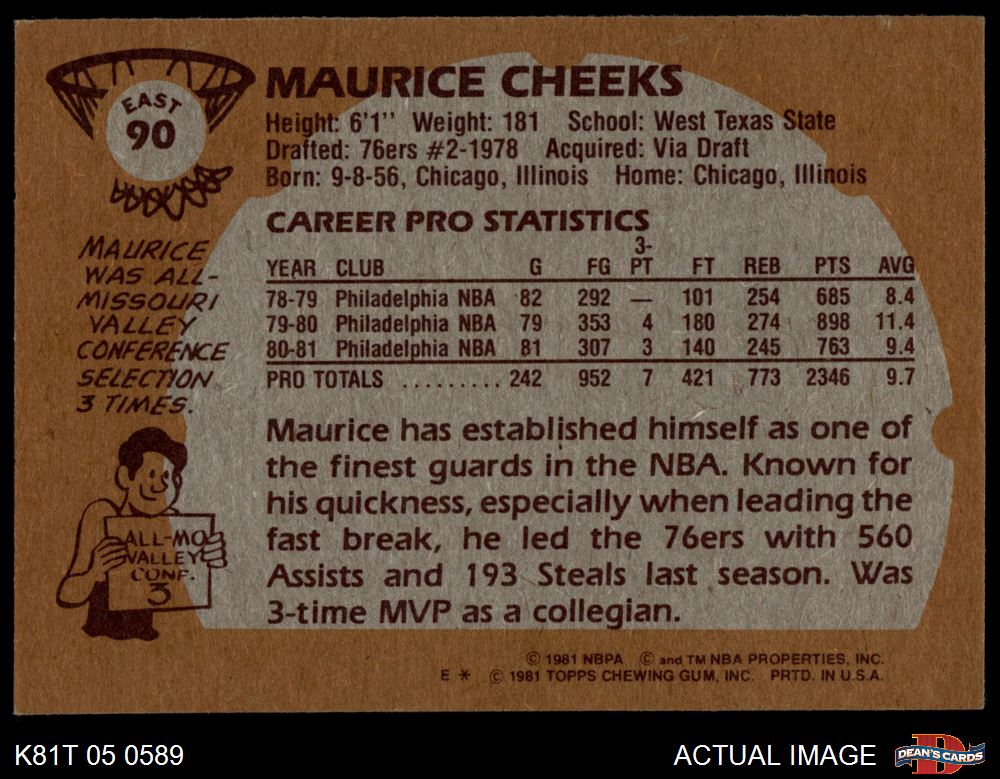 EAST
90
MAURICE CHEEKS
Height: 6'1'' Weight: 181 School: West Texas State
Drafted: 76ers #2-1978 Acquired: Via Draft
Born: 9-8-56, Chicago, Illinois Home: Chicago, Illinois
MAURICE
WAS ALL-
MISSOURI
VALLEY
CONFERENCE
SELECTION
3 TIMES.
ALL-MO.
VALLEY
CONF.
3
CAREER PRO STATISTICS
YEAR CLUB G FG 3-PT FT REB PTS AVG
78-79 Philadelphia NBA 82 292 — 101 254 685 8.4
79-80 Philadelphia NBA 79 353 4 180 274 898 11.4
80-81 Philadelphia NBA 81 307 3 140 245 763 9.4
PRO TOTALS .......... 242 952 7 421 773 2346 9.7
Maurice has established himself as one of
the finest guards in the NBA. Known for
his quickness, especially when leading the
fast break, he led the 76ers with 560
Assists and 193 Steals last season. Was
3-time MVP as a collegian.
© 1981 NBPA © and TM NBA PROPERTIES, INC.
E * © 1981 TOPPS CHEWING GUM, INC. PRTD. IN U.S.A.
K81T 05 0589
ACTUAL IMAGE
DEAN'S CARDS